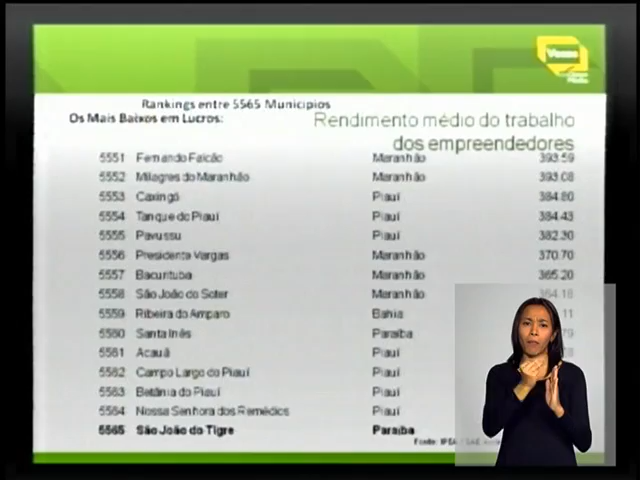 Vozes
Rankings entre 5565 Municipios
Os Mais Baixos em Lucros:
Rendimento médio do trabalho
dos empreendedores
5551 Fernando Falcão Maranhão 393.59
5552 Milagres do Maranhão Maranhão 393.08
5553 Caxingó Piauí 384.80
5554 Tanque do Piauí Piauí 384.43
5555 Pavussu Piauí 382.30
5556 Presidente Vargas Maranhão 370.70
5557 Bacurituba Maranhão 365.20
5558 São João do Soter Maranhão 364.16
5559 Ribeira do Amparo Bahia 11
5560 Santa Inês Paraíba 79
5561 Acauã Piauí
5562 Campo Largo do Piauí Piauí
5563 Betânia do Piauí Piauí
5564 Nossa Senhora dos Remédios Piauí
5565 São João do Tigre Paraíba
Fonte: